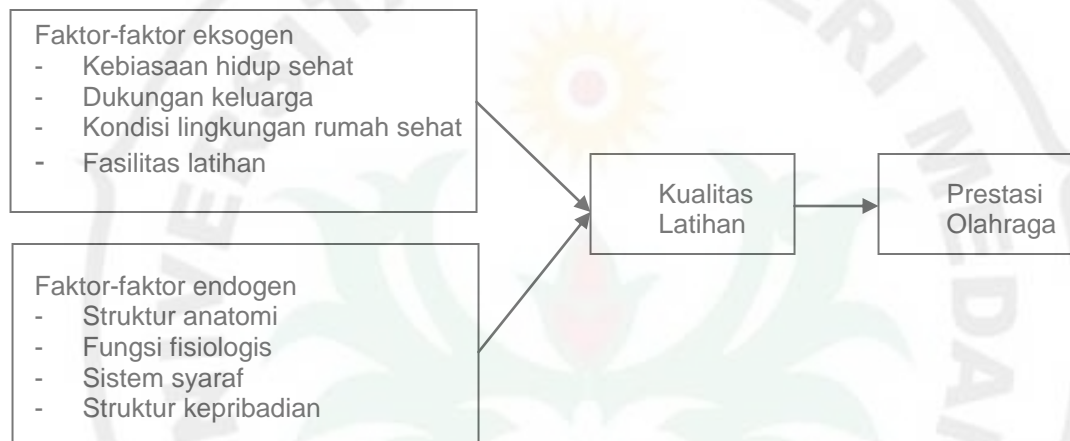 Faktor-faktor eksogen
- Kebiasaan hidup sehat
- Dukungan keluarga
- Kondisi lingkungan rumah sehat
- Fasilitas latihan
Faktor-faktor endogen
- Struktur anatomi
- Fungsi fisiologis
- Sistem syaraf
- Struktur kepribadian
Kualitas
Latihan
Prestasi
Olahraga